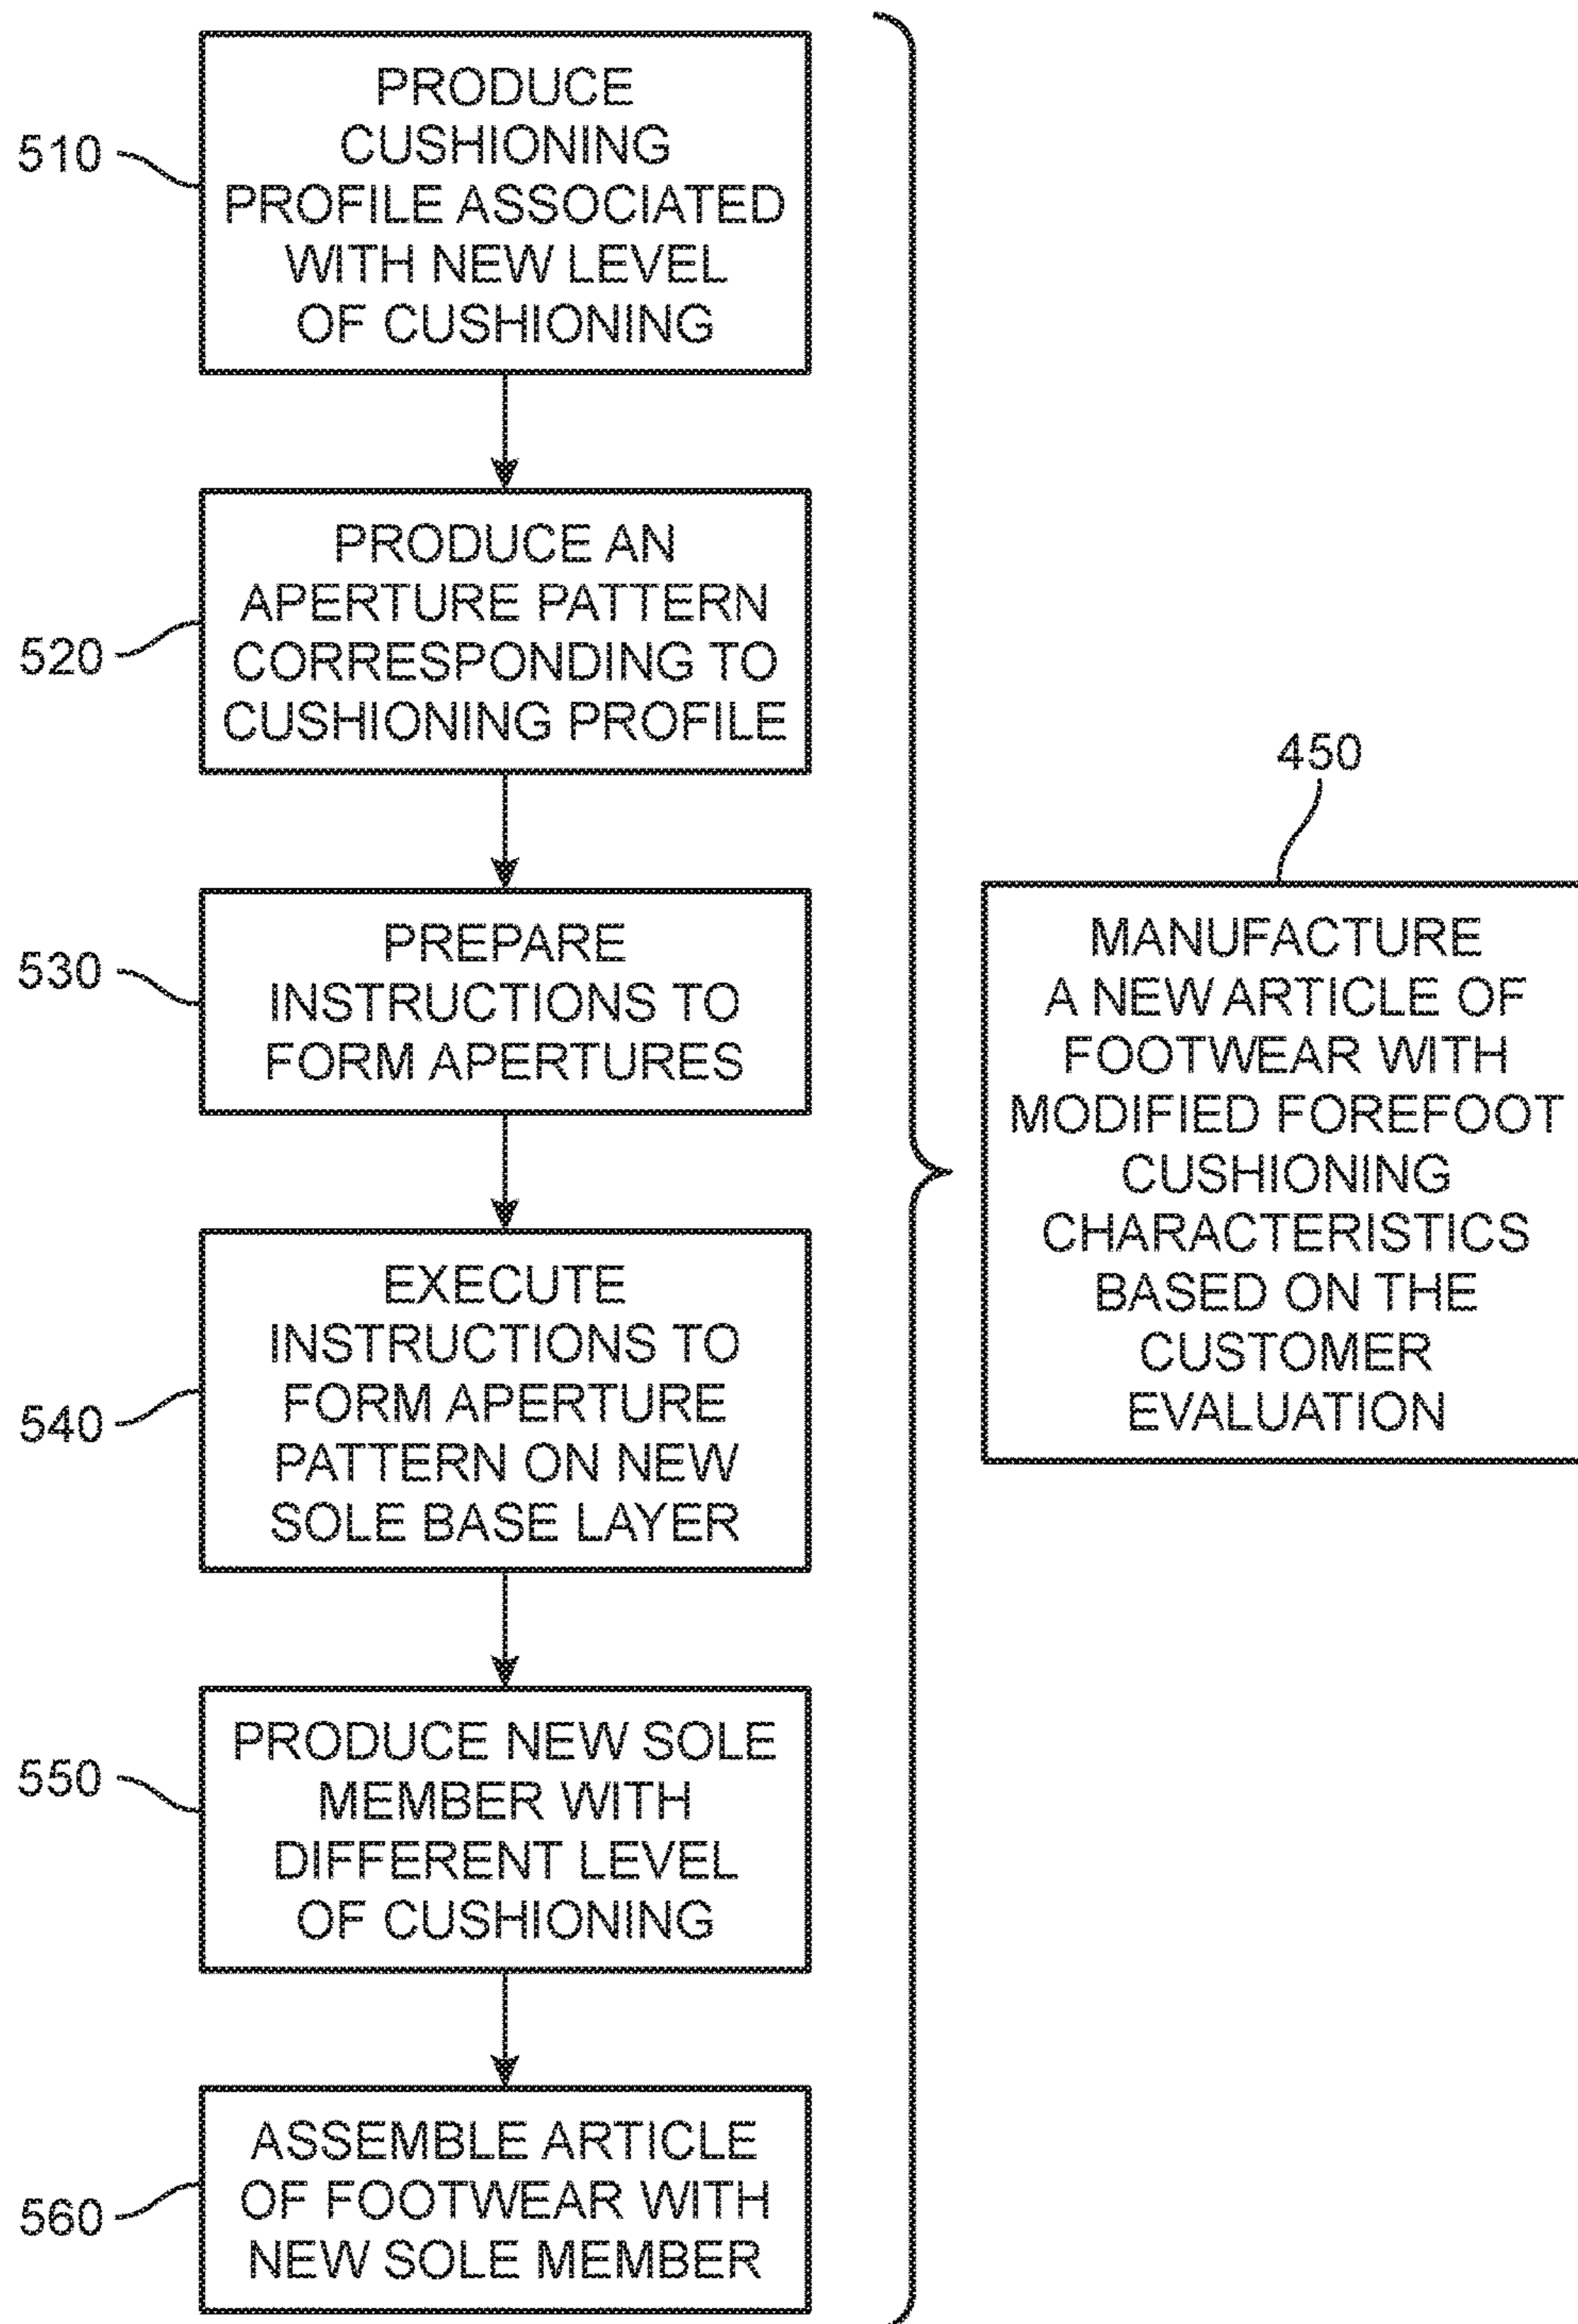 510
PRODUCE
CUSHIONING
PROFILE ASSOCIATED
WITH NEW LEVEL
OF CUSHIONING
520
PRODUCE AN
APERTURE PATTERN
CORRESPONDING TO
CUSHIONING PROFILE
530
PREPARE
INSTRUCTIONS TO
FORM APERTURES
540
EXECUTE
INSTRUCTIONS TO
FORM APERTURE
PATTERN ON NEW
SOLE BASE LAYER
550
PRODUCE NEW SOLE
MEMBER WITH
DIFFERENT LEVEL
OF CUSHIONING
560
ASSEMBLE ARTICLE
OF FOOTWEAR WITH
NEW SOLE MEMBER
450
MANUFACTURE
A NEW ARTICLE OF
FOOTWEAR WITH
MODIFIED FOREFOOT
CUSHIONING
CHARACTERISTICS
BASED ON THE
CUSTOMER
EVALUATION